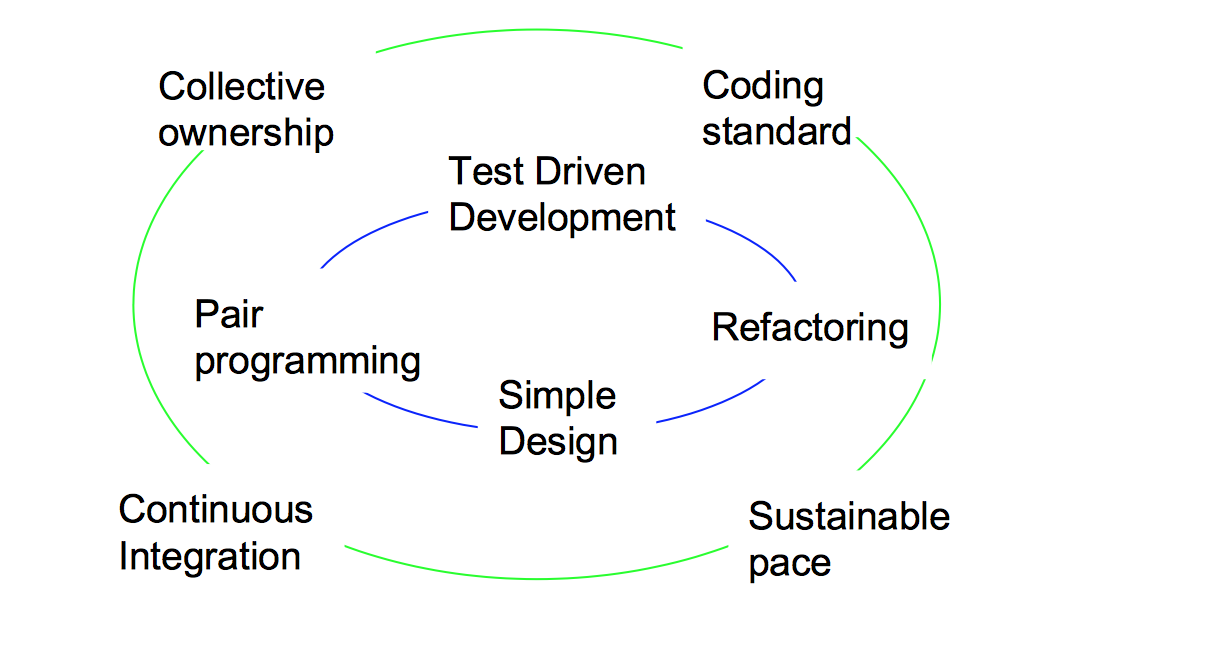 Collective
ownership
Coding
standard
Test Driven
Development
Pair
programming
Refactoring
Simple
Design
Continuous
Integration
Sustainable
pace